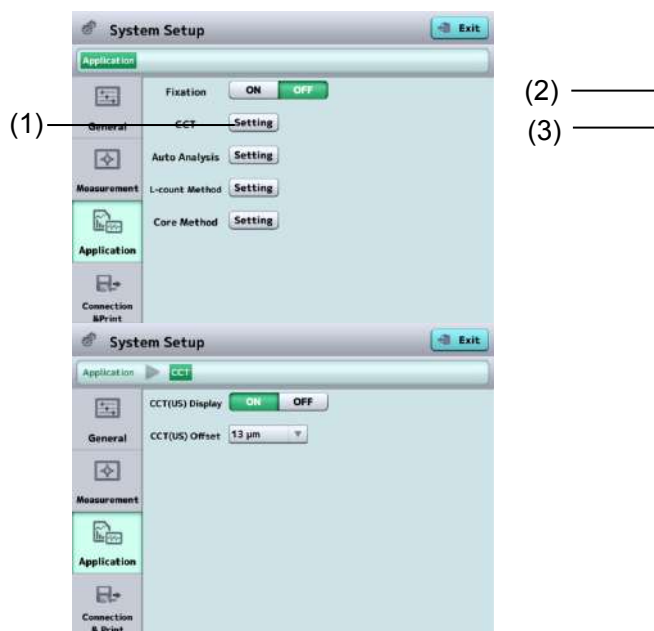 System Setup
Exit
Application
Fixation ON OFF
(2)
(1)
General CCT Setting
(3)
Auto Analysis Setting
Measurement L-count Method Setting
Core Method Setting
Application
Connection
&Print
System Setup
Exit
Application CCT
CCT(US) Display ON OFF
General CCT(US) Offset 13 µm
Measurement
Application
Connection
& Print